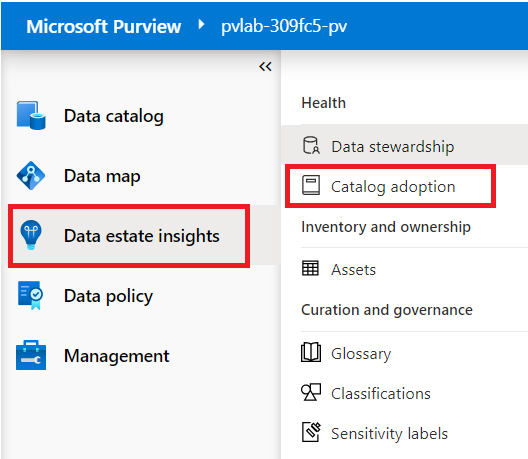 Microsoft Purview pvlab-309fc5-pv
Data catalog
Data map
Data estate insights
Data policy
Management
Health
Data stewardship
Catalog adoption
Inventory and ownership
Assets
Curation and governance
Glossary
Classifications
Sensitivity labels